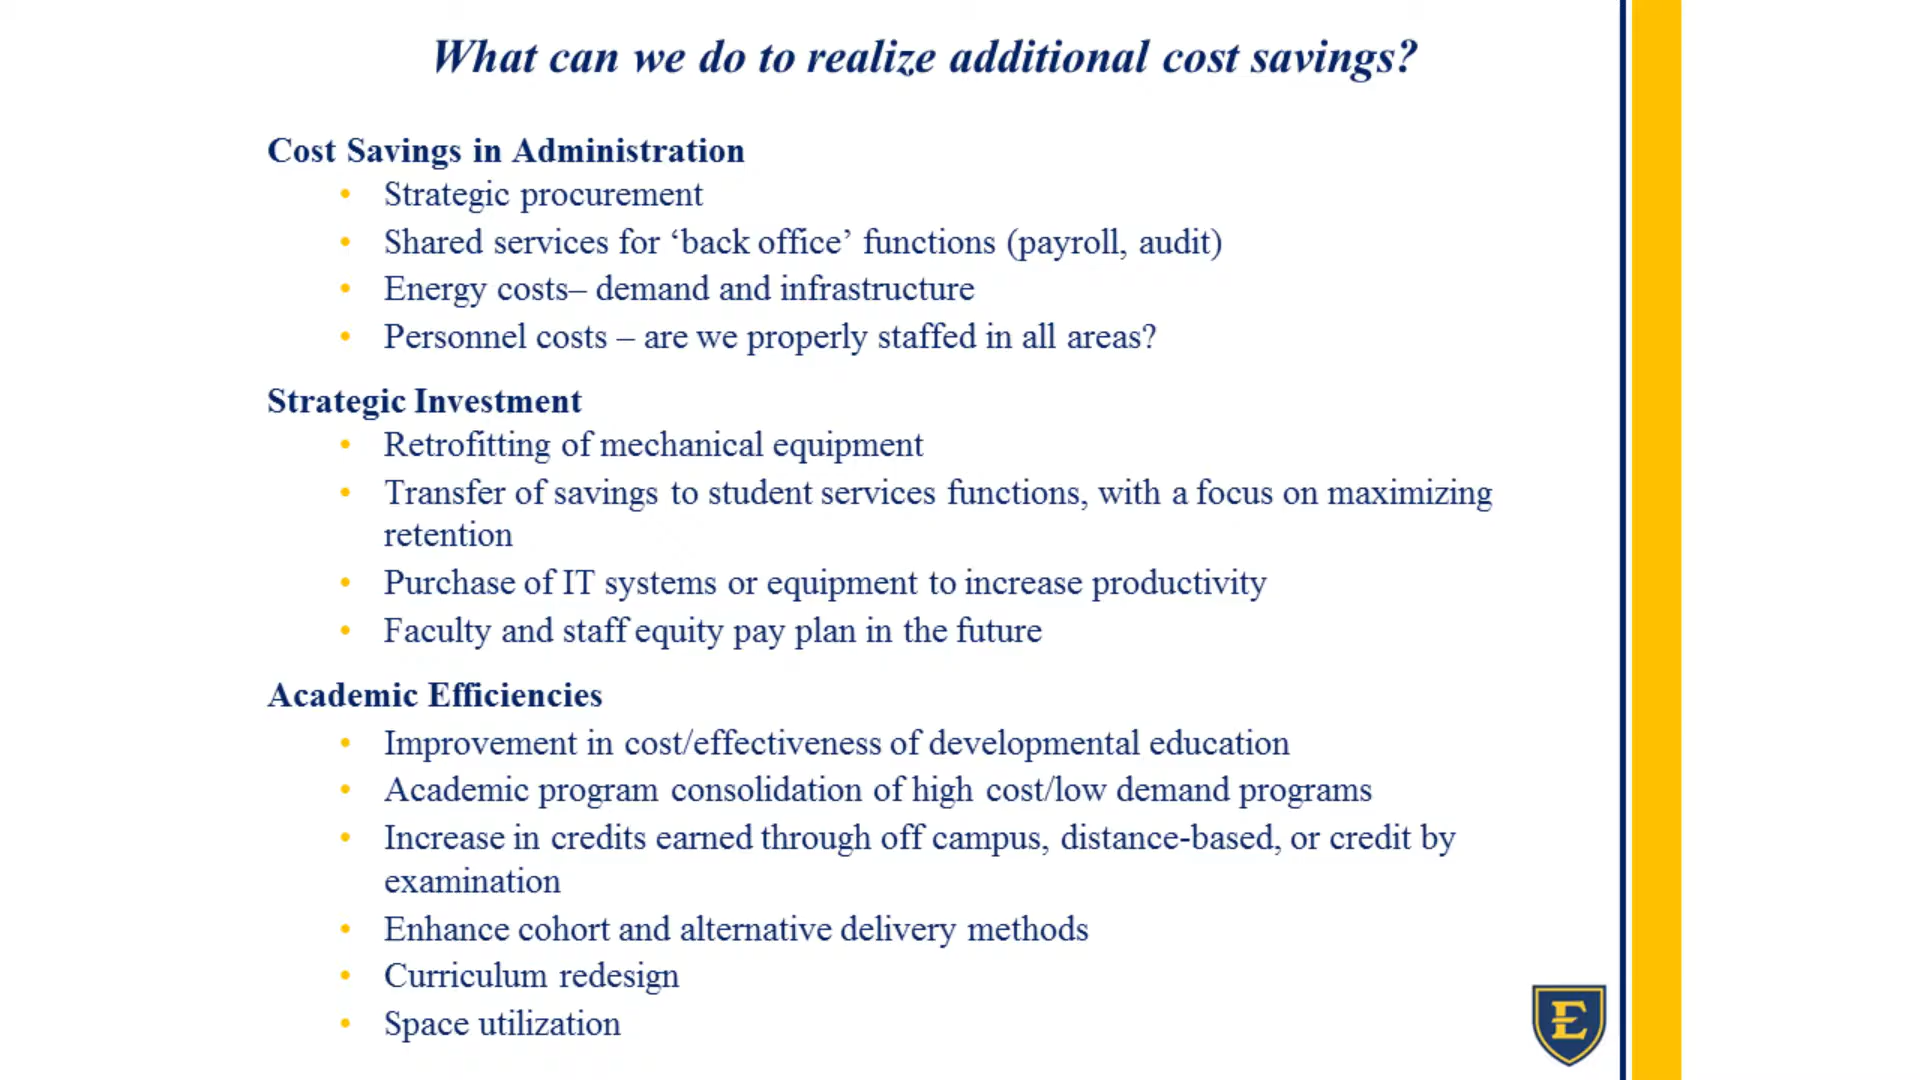 What can we do to realize additional cost savings?
Cost Savings in Administration
• Strategic procurement
• Shared services for ‘back office’ functions (payroll, audit)
• Energy costs– demand and infrastructure
• Personnel costs – are we properly staffed in all areas?
Strategic Investment
• Retrofitting of mechanical equipment
• Transfer of savings to student services functions, with a focus on maximizing
retention
• Purchase of IT systems or equipment to increase productivity
• Faculty and staff equity pay plan in the future
Academic Efficiencies
• Improvement in cost/effectiveness of developmental education
• Academic program consolidation of high cost/low demand programs
• Increase in credits earned through off campus, distance-based, or credit by
examination
• Enhance cohort and alternative delivery methods
• Curriculum redesign
• Space utilization
E